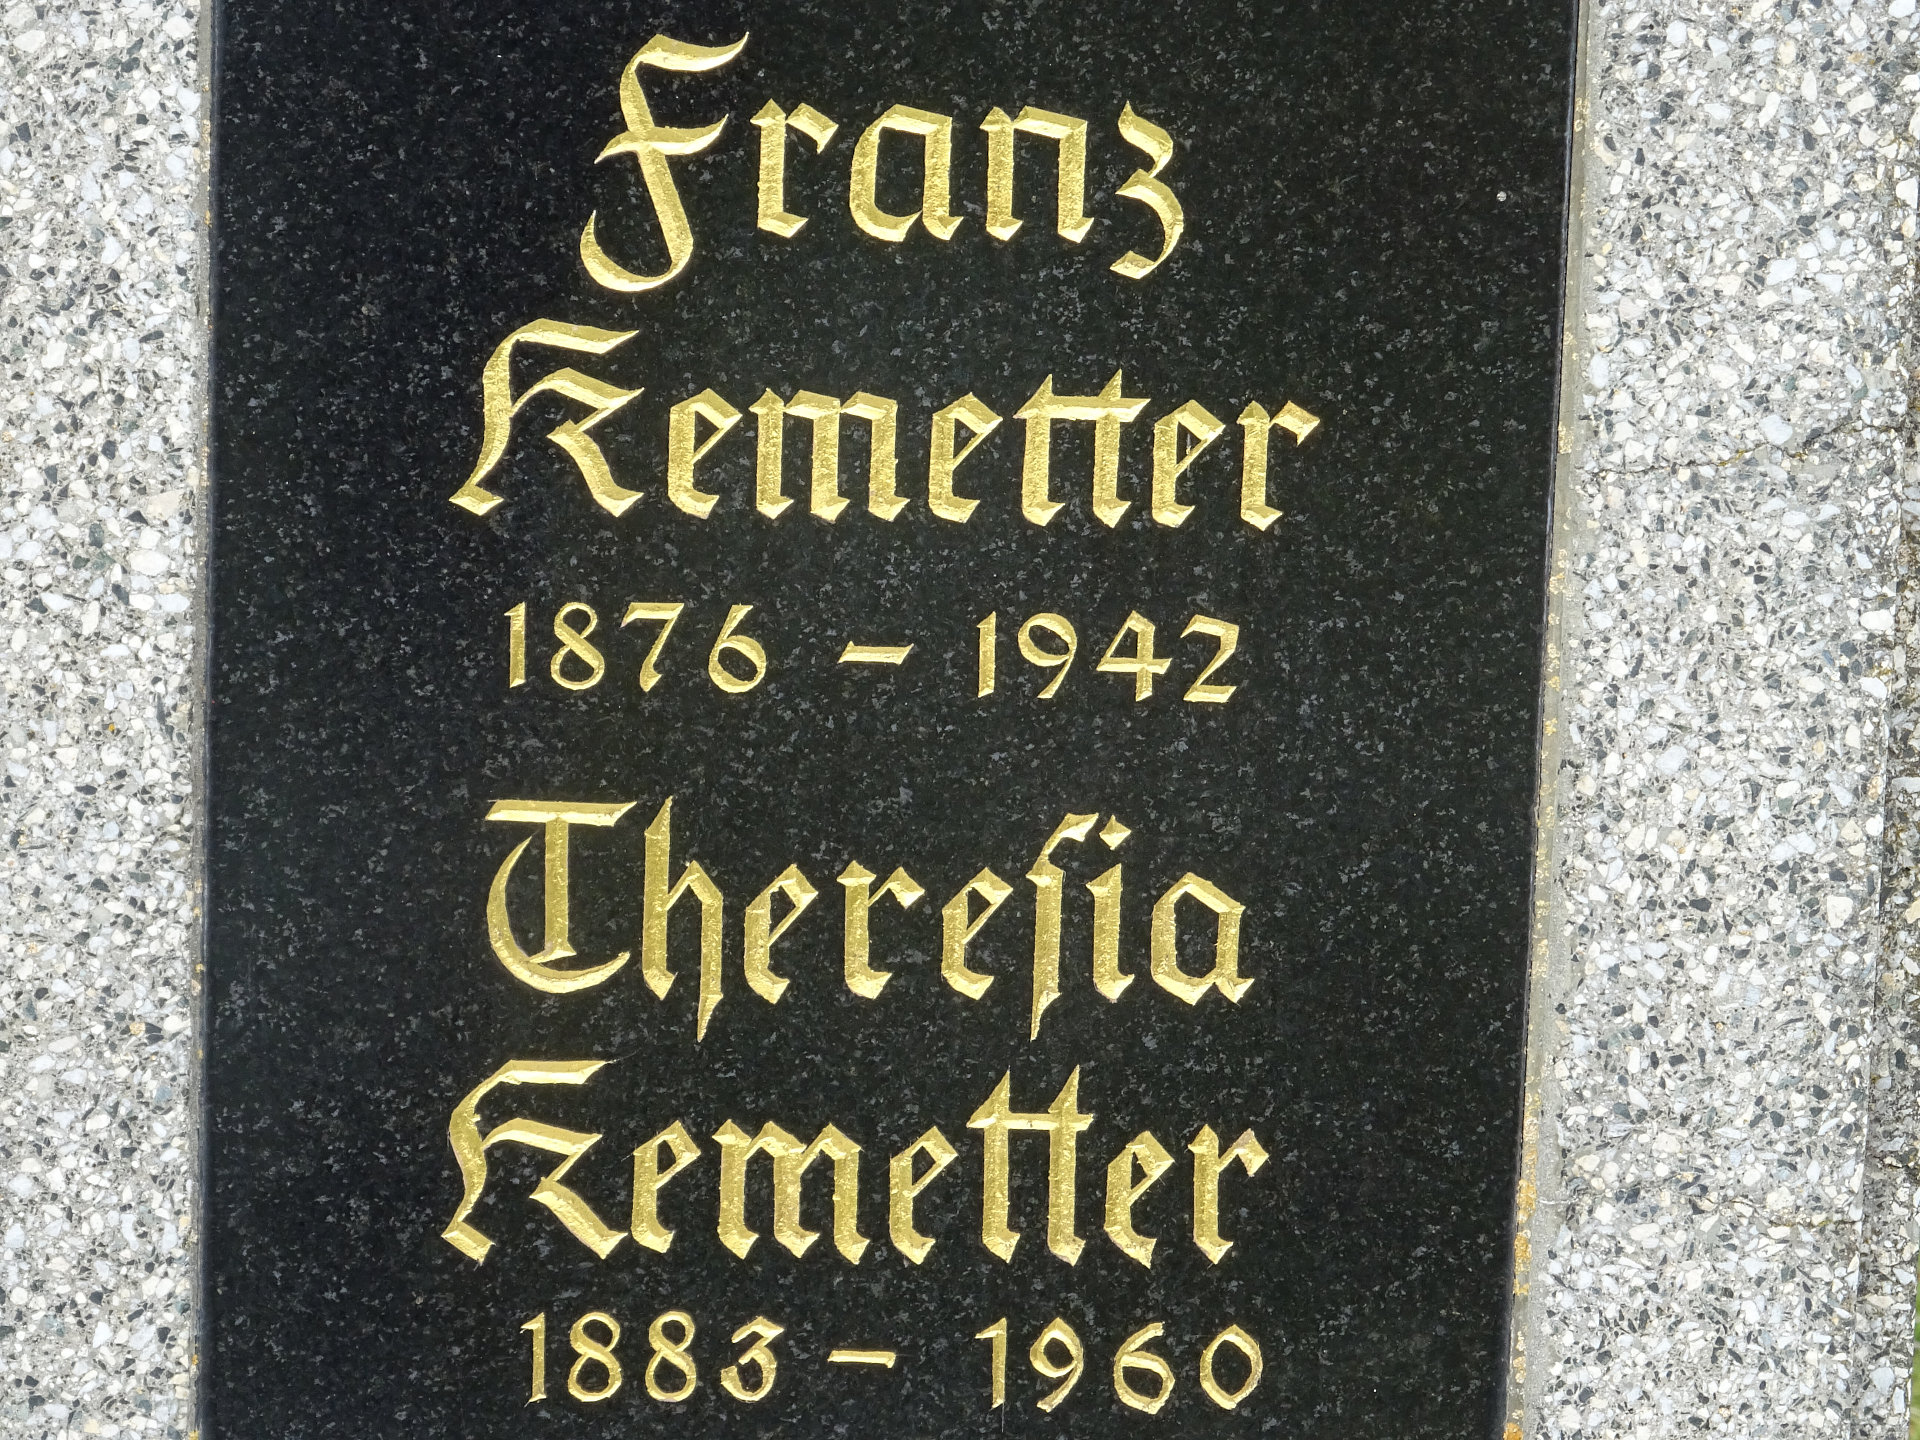 Franz
Kemetter
1876 – 1942
Thereſia
Kemetter
1883 – 1960